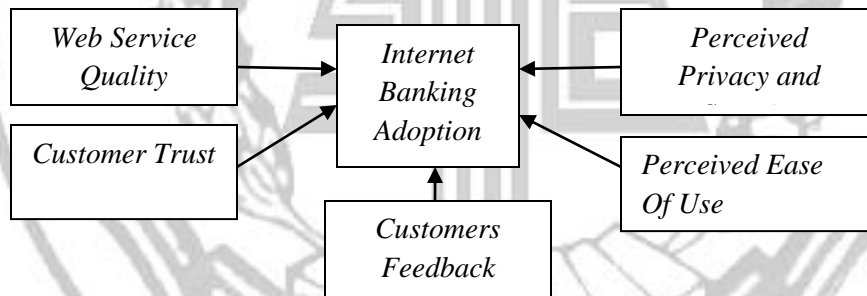 Web Service
Quality
Customer Trust
Internet
Banking
Adoption
Perceived
Privacy and
Perceived Ease
Of Use
Customers
Feedback